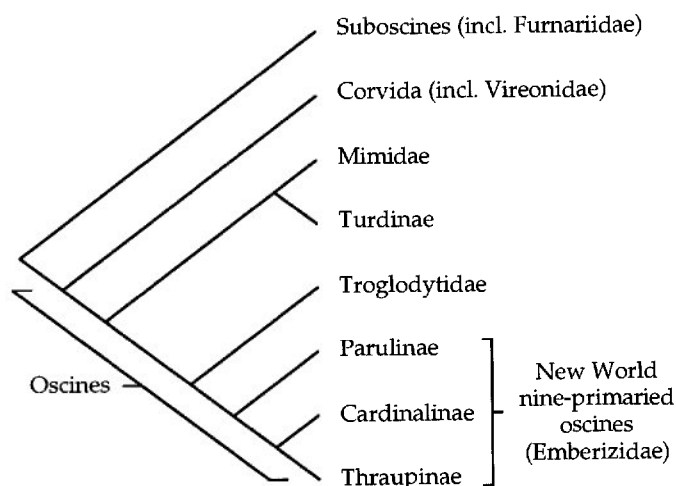 Suboscines (incl. Furnariidae)
Corvida (incl. Vireonidae)
Mimidae
Turdinae
Troglodytidae
Parulinae
Cardinalinae
Thraupinae
New World
nine-primaried
oscines
(Emberizidae)
Oscines